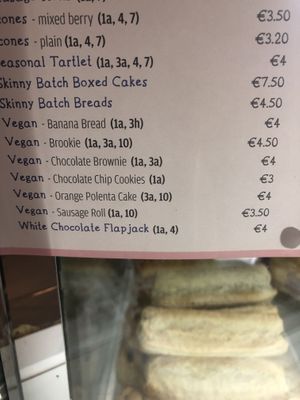 - mixed berry (1a, 4, 7) €3.50
- plain (1a, 4, 7) €3.20
Tartlet (1a, 3a, 4, 7) €4
Skinny Batch Boxed Cakes €7.50
Skinny Batch Breads €4.50
Vegan - Banana Bread (1a, 3h) €4
Vegan - Brookie (1a, 3a, 10) €4.50
Vegan - Chocolate Brownie (1a, 3a) €4
Vegan - Chocolate Chip Cookies (1a) €3
Vegan - Orange Polenta Cake (3a, 10) €4
Vegan - Sausage Roll (1a, 10) €3.50
White Chocolate Flapjack (1a, 4) €4